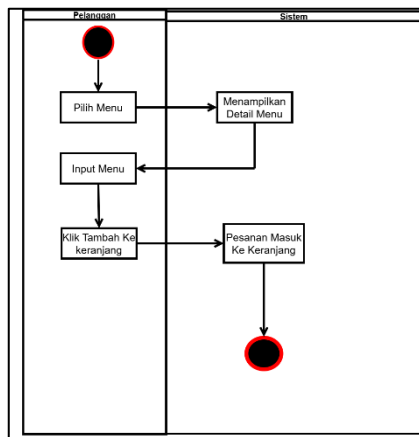 Pelanggan
Sistem
Pilih Menu
Menampilkan
Detail Menu
Input Menu
Klik Tambah Ke
keranjang
Pesanan Masuk
Ke Keranjang